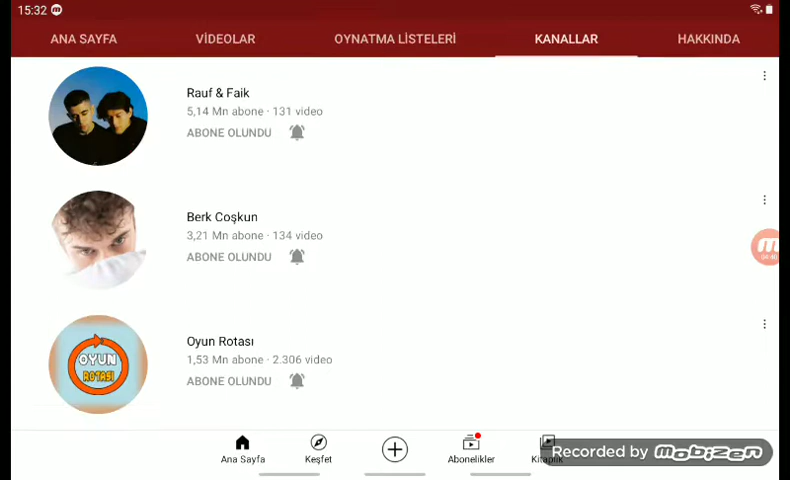 15:32
ANA SAYFA VİDEOLAR OYNATMA LİSTELERİ KANALLAR HAKKINDA
Rauf & Faik
5,14 Mn abone · 131 video
ABONE OLUNDU
Berk Coşkun
3,21 Mn abone · 134 video
ABONE OLUNDU
OYUN
ROTASI
Oyun Rotası
1,53 Mn abone · 2.306 video
ABONE OLUNDU
Ana Sayfa Keşfet Abonelikler Kitaplık
Recorded by mobizen